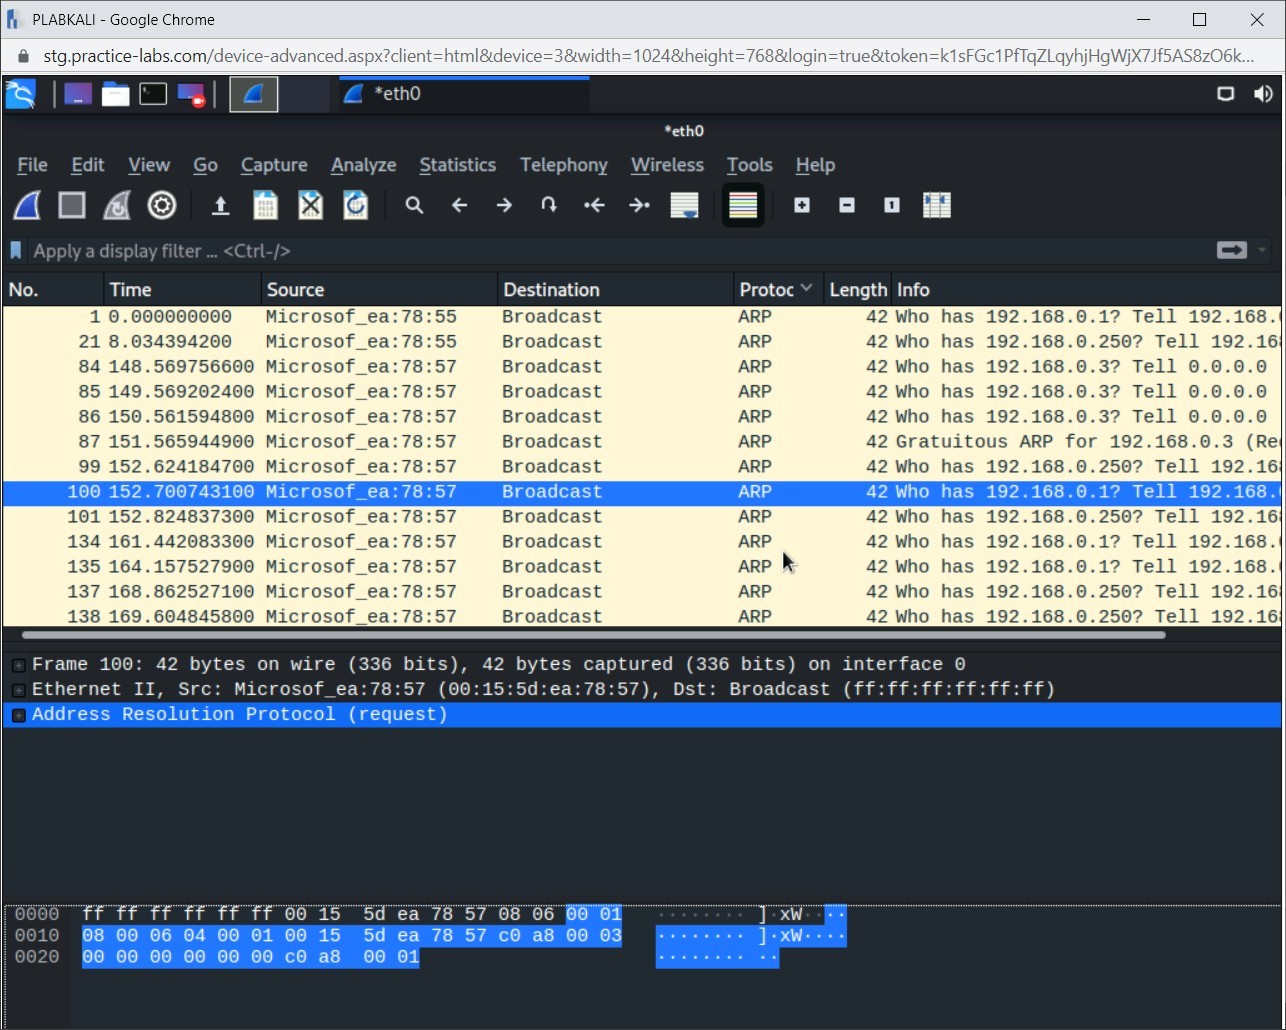 PLABKALI - Google Chrome
stg.practice-labs.com/device-advanced.aspx?client=html&device=3&width=1024&height=768&login=true&token=k1sFGc1PfTqZLqyhjHgWjX7Jf5AS8zO6k...
*eth0
*eth0
File Edit View Go Capture Analyze Statistics Telephony Wireless Tools Help
Apply a display filter ... <Ctrl-/>
No. Time Source Destination Protoc Length Info
1 0.000000000 Microsof_ea:78:55 Broadcast ARP 42 Who has 192.168.0.1? Tell 192.168.
21 8.034394200 Microsof_ea:78:55 Broadcast ARP 42 Who has 192.168.0.250? Tell 192.16
84 148.569756600 Microsof_ea:78:57 Broadcast ARP 42 Who has 192.168.0.3? Tell 0.0.0.0
85 149.569202400 Microsof_ea:78:57 Broadcast ARP 42 Who has 192.168.0.3? Tell 0.0.0.0
86 150.561594800 Microsof_ea:78:57 Broadcast ARP 42 Who has 192.168.0.3? Tell 0.0.0.0
87 151.565944900 Microsof_ea:78:57 Broadcast ARP 42 Gratuitous ARP for 192.168.0.3 (Re
99 152.624184700 Microsof_ea:78:57 Broadcast ARP 42 Who has 192.168.0.250? Tell 192.16
100 152.700743100 Microsof_ea:78:57 Broadcast ARP 42 Who has 192.168.0.1? Tell 192.168.
101 152.824837300 Microsof_ea:78:57 Broadcast ARP 42 Who has 192.168.0.250? Tell 192.16
134 161.442083300 Microsof_ea:78:57 Broadcast ARP 42 Who has 192.168.0.1? Tell 192.168.
135 164.157527900 Microsof_ea:78:57 Broadcast ARP 42 Who has 192.168.0.1? Tell 192.168.
137 168.862527100 Microsof_ea:78:57 Broadcast ARP 42 Who has 192.168.0.250? Tell 192.16
138 169.604845800 Microsof_ea:78:57 Broadcast ARP 42 Who has 192.168.0.250? Tell 192.16
Frame 100: 42 bytes on wire (336 bits), 42 bytes captured (336 bits) on interface 0
Ethernet II, Src: Microsof_ea:78:57 (00:15:5d:ea:78:57), Dst: Broadcast (ff:ff:ff:ff:ff:ff)
Address Resolution Protocol (request)
0000 ff ff ff ff ff ff 00 15 5d ea 78 57 08 06 00 01 ········ ]·xW····
0010 08 00 06 04 00 01 00 15 5d ea 78 57 c0 a8 00 03 ········ ]·xW····
0020 00 00 00 00 00 00 c0 a8 00 01 ········ ··